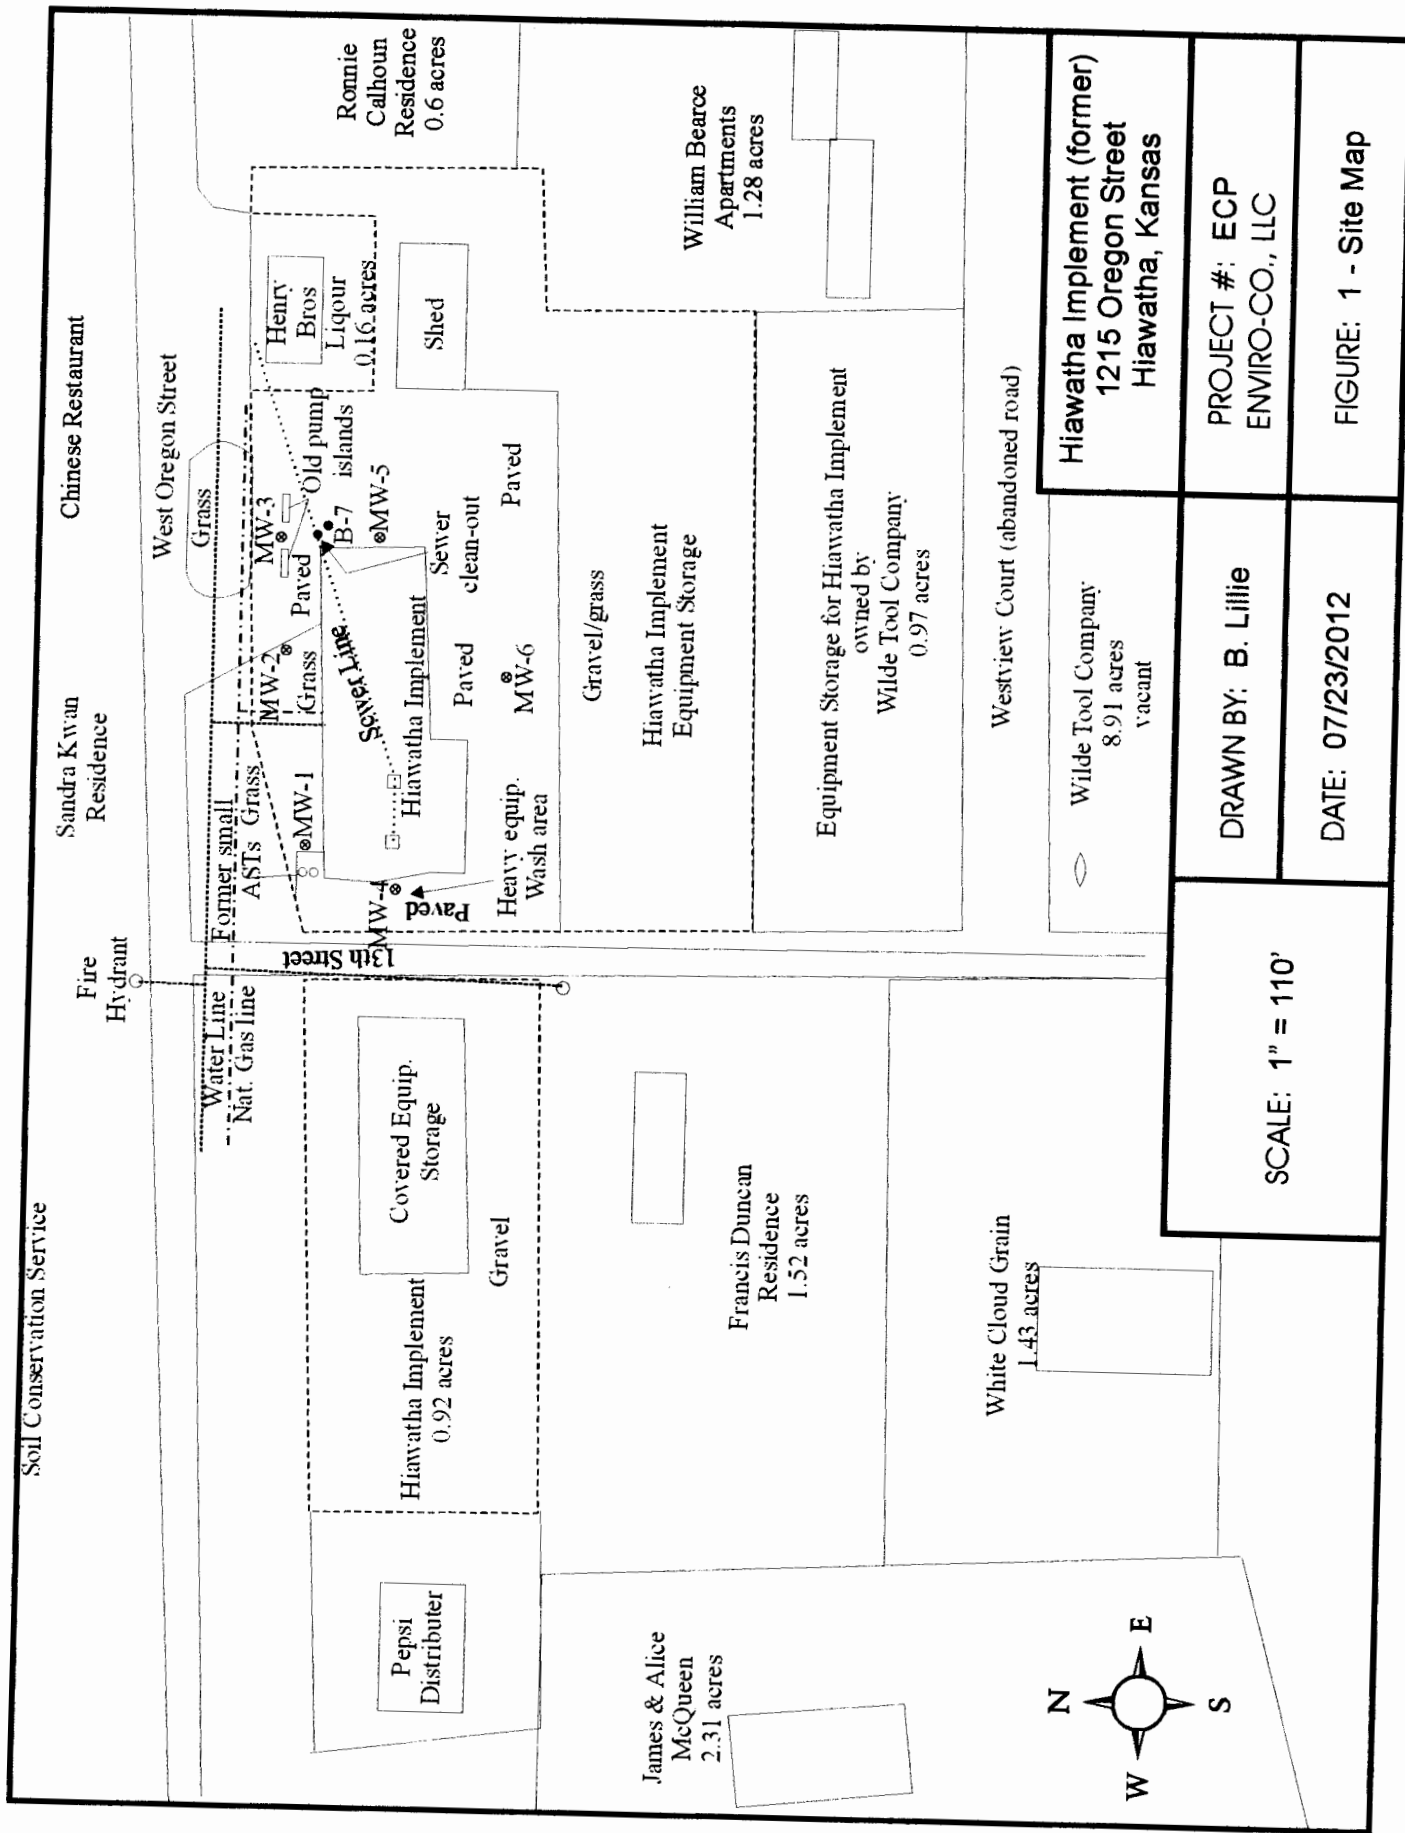 Soil Conservation Service
Fire
Hydrant
Sandra Kwan
Residence
Chinese Restaurant
West Oregon Street
Grass
Water Line
Nat. Gas line
Former small
ASTs Grass
MW-1
MW-2
Grass
MW-3
Paved
Old pump
islands
B-7
MW-5
Henry
Bros
Liqour
0.16 acres
Shed
Ronnie
Calhoun
Residence
0.6 acres
13th Street
MW-4
Paved
Sewer Line
Hiawatha Implement
Sewer
clean-out
Paved
Paved
MW-6
Heavy equip.
Wash area
Gravel/grass
Hiawatha Implement
Equipment Storage
William Bearce
Apartments
1.28 acres
Pepsi
Distributer
Hiawatha Implement
0.92 acres
Covered Equip.
Storage
Gravel
James & Alice
McQueen
2.31 acres
Francis Duncan
Residence
1.52 acres
Equipment Storage for Hiawatha Implement
owned by
Wilde Tool Company
0.97 acres
White Cloud Grain
1.43 acres
Westview Court (abandoned road)
Wilde Tool Company
8.91 acres
vacant
N
W
E
S
Hiawatha Implement (former)
1215 Oregon Street
Hiawatha, Kansas
SCALE: 1" = 110'
DRAWN BY: B. Lillie
PROJECT #: ECP
ENVIRO-CO., LLC
DATE: 07/23/2012
FIGURE: 1 - Site Map